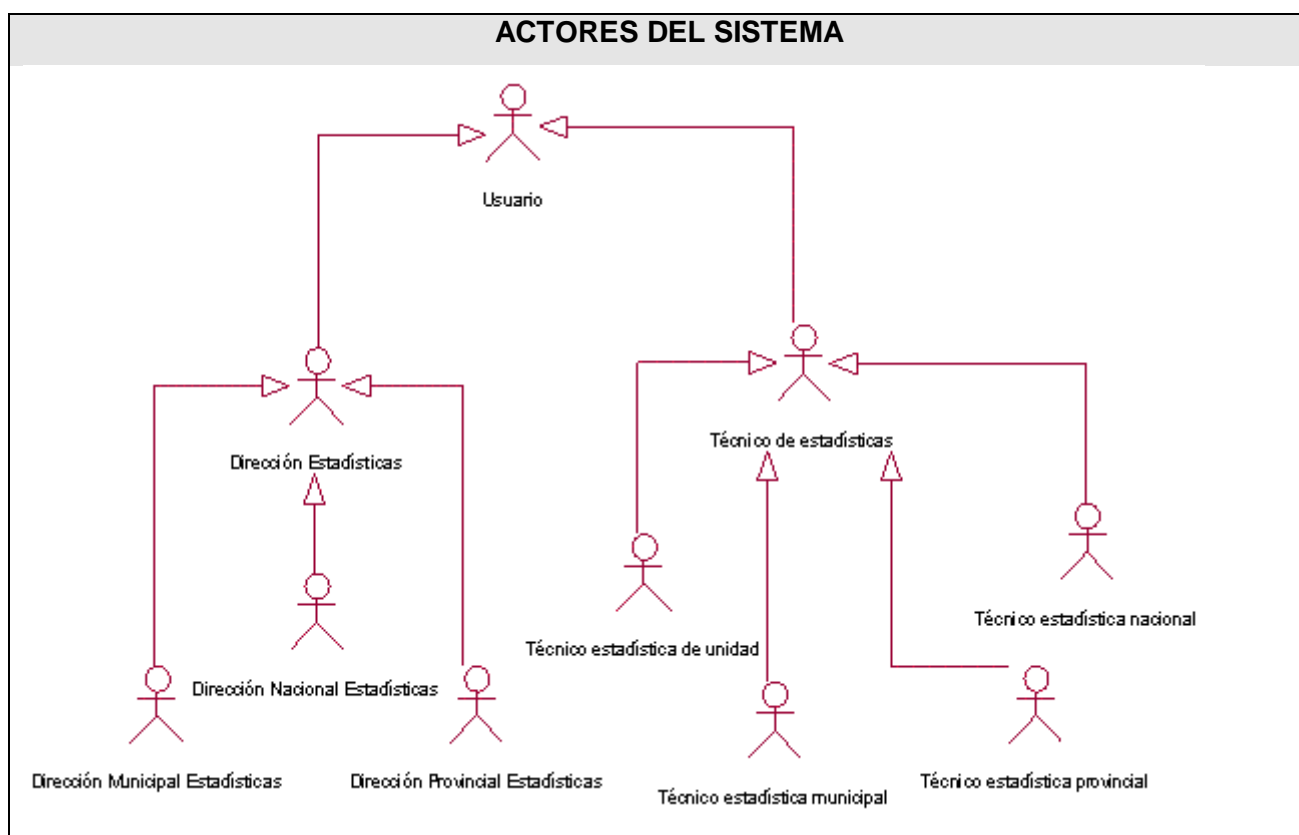 ACTORES DEL SISTEMA
Usuario
Dirección Estadísticas
Técnico de estadísticas
Técnico estadística nacional
Técnico estadística de unidad
Dirección Nacional Estadísticas
Dirección Municipal Estadísticas
Dirección Provincial Estadísticas
Técnico estadística municipal
Técnico estadística provincial